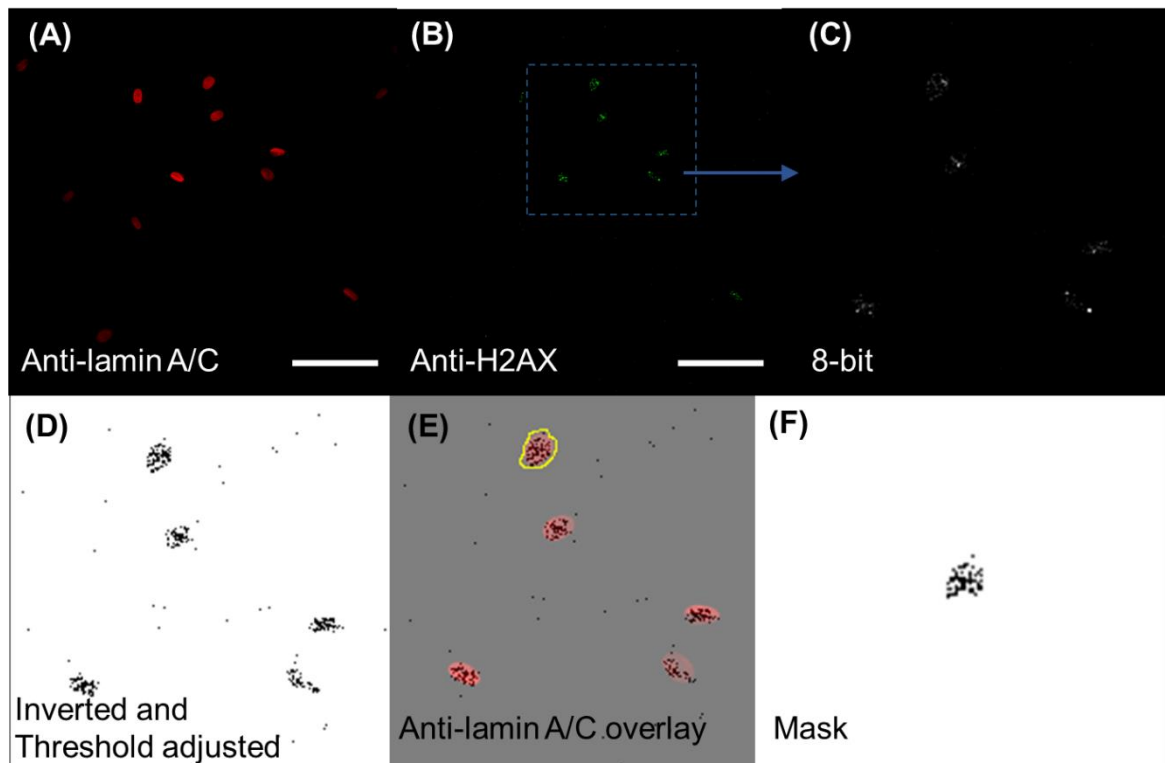 (A)
(B)
(C)
Anti-lamin A/C
Anti-H2AX
8-bit
(D)
(E)
(F)
Inverted and
Threshold adjusted
Anti-lamin A/C overlay
Mask